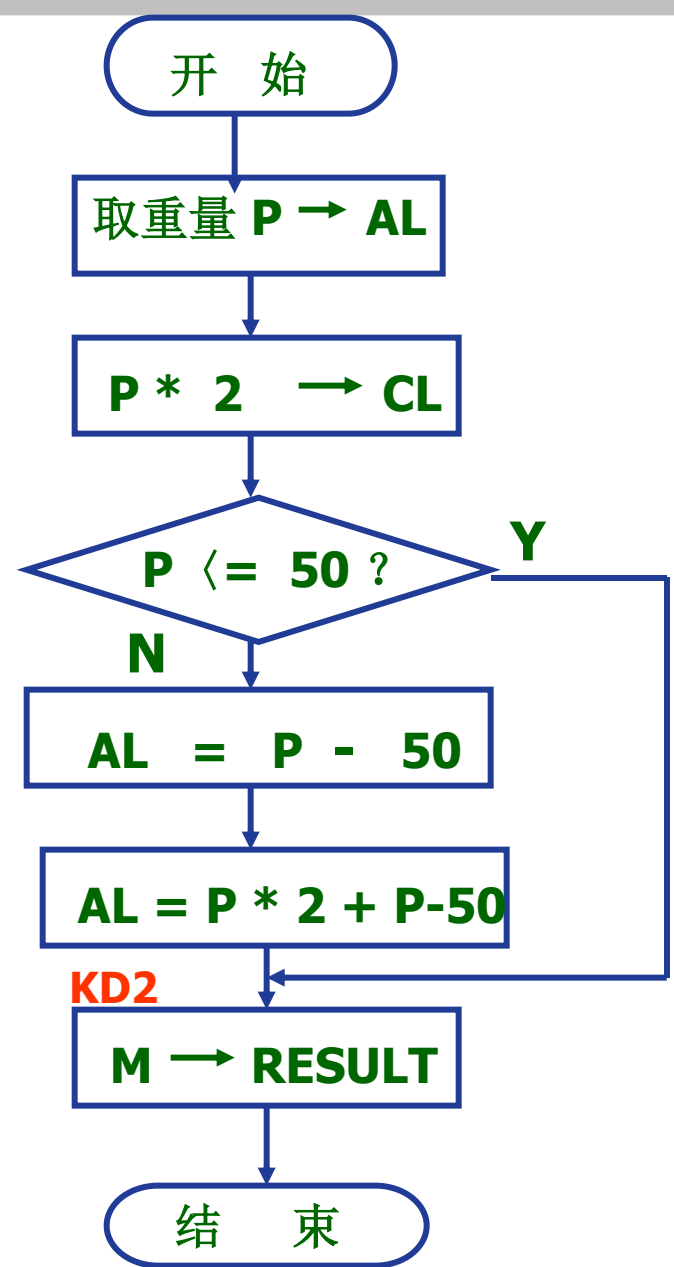 开 始
取重量 P → AL
P * 2 → CL
P〈= 50？
Y
N
AL = P - 50
AL = P * 2 + P-50
KD2
M → RESULT
结 束